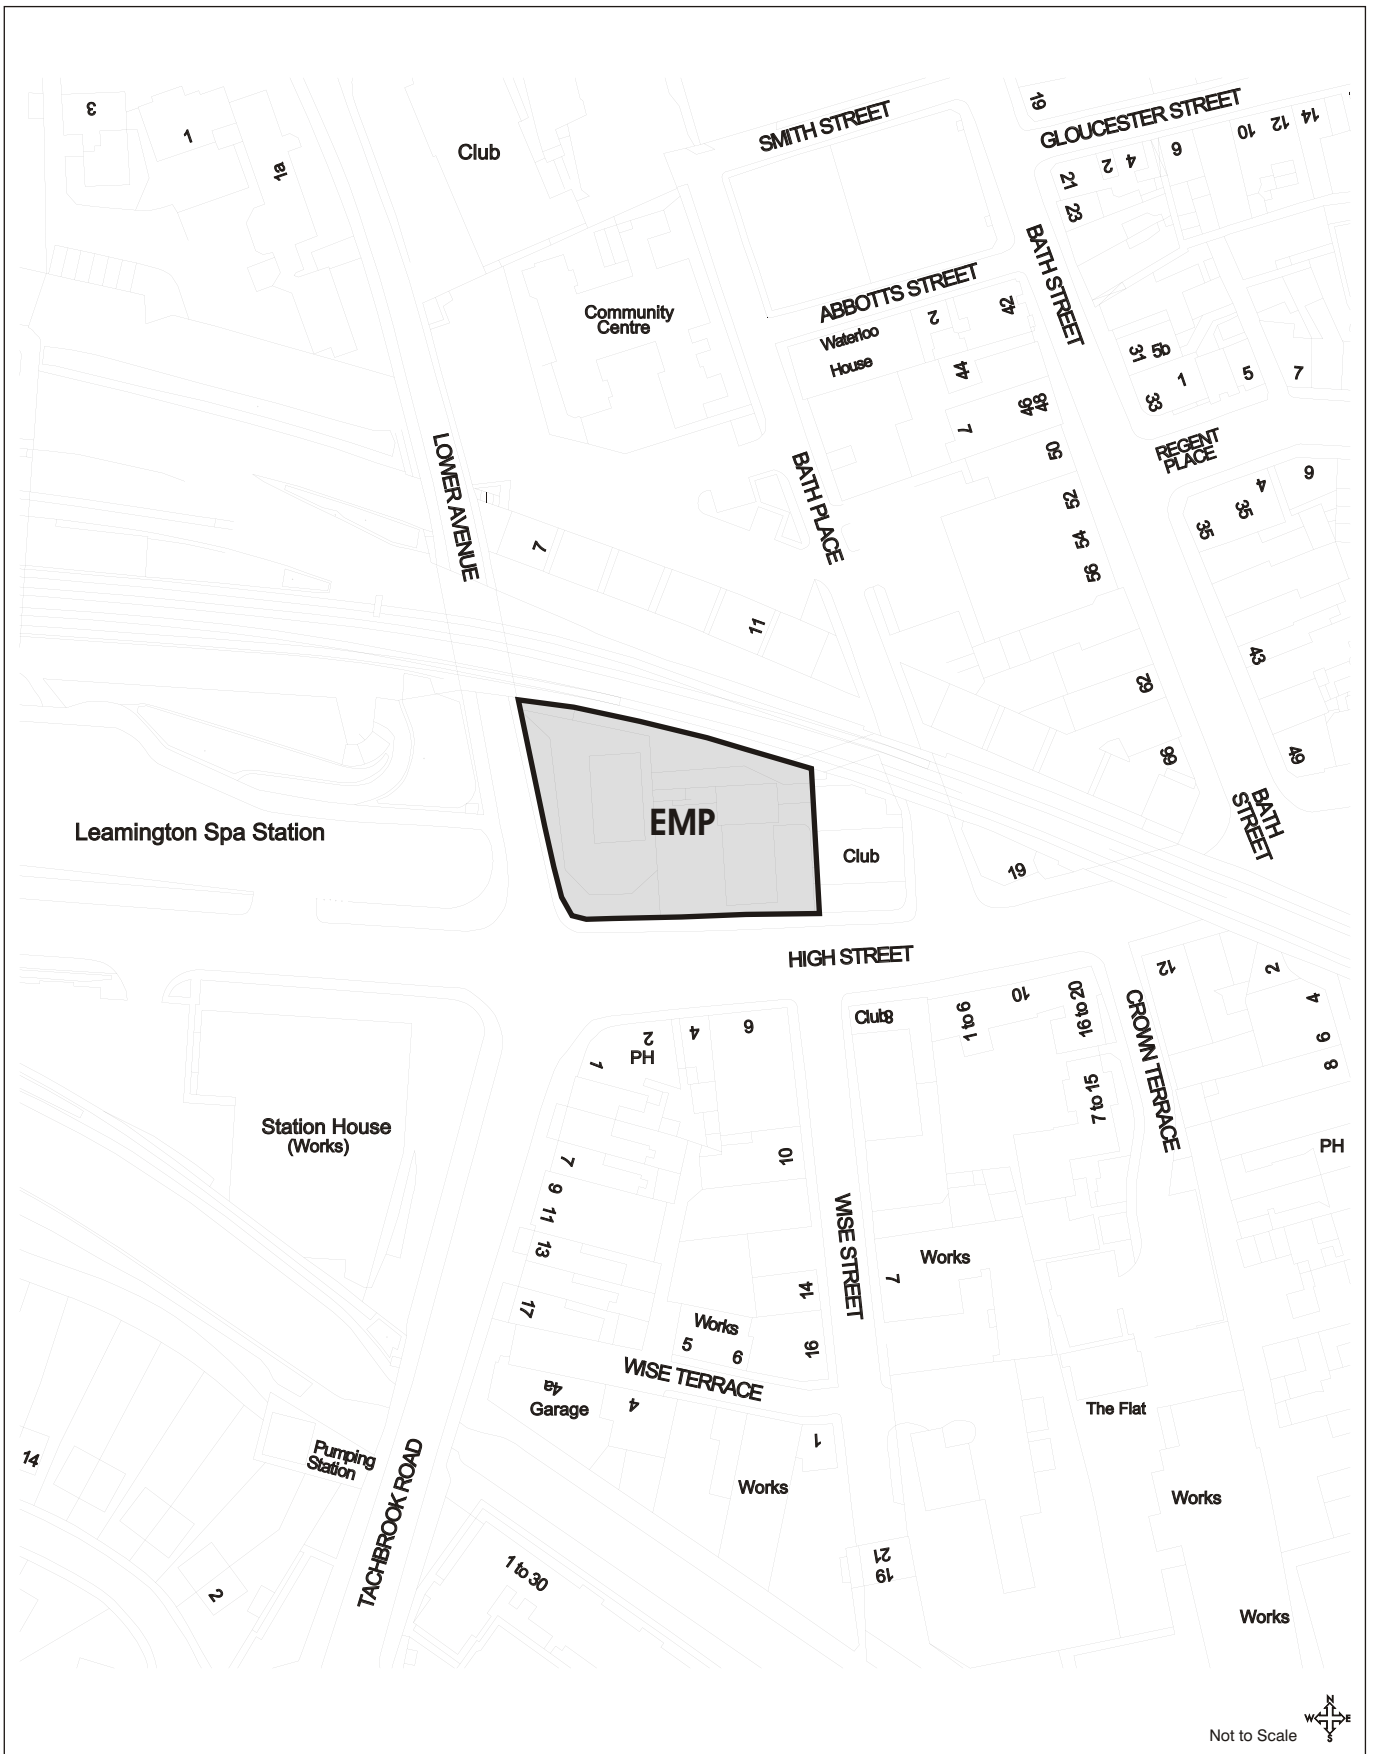 3
1
1a
Club
SMITH STREET
19
GLOUCESTER STREET
21
2
4
6
10
12
14
23
BATH STREET
Community
Centre
ABBOTTS STREET
Waterloo
House
2
42
44
46
48
7
31
5b
1
5
7
33
REGENT
PLACE
LOWER AVENUE
BATH PLACE
50
52
54
56
4
6
35
35
7
11
43
62
66
49
BATH
STREET
Leamington Spa Station
EMP
Club
19
HIGH STREET
12
2
4
6
8
PH
CROWN TERRACE
Club
8
1 to 6
10
16 to 20
7 to 15
2
PH
4
6
1
Station House
(Works)
7
9
11
13
17
10
WISE STREET
7
Works
14
16
Works
5
6
WISE TERRACE
4a
Garage
4
1
The Flat
14
Pumping
Station
TACHBROOK ROAD
Works
Works
2
1 to 30
21
19
Works
Not to Scale
N
W
E
S